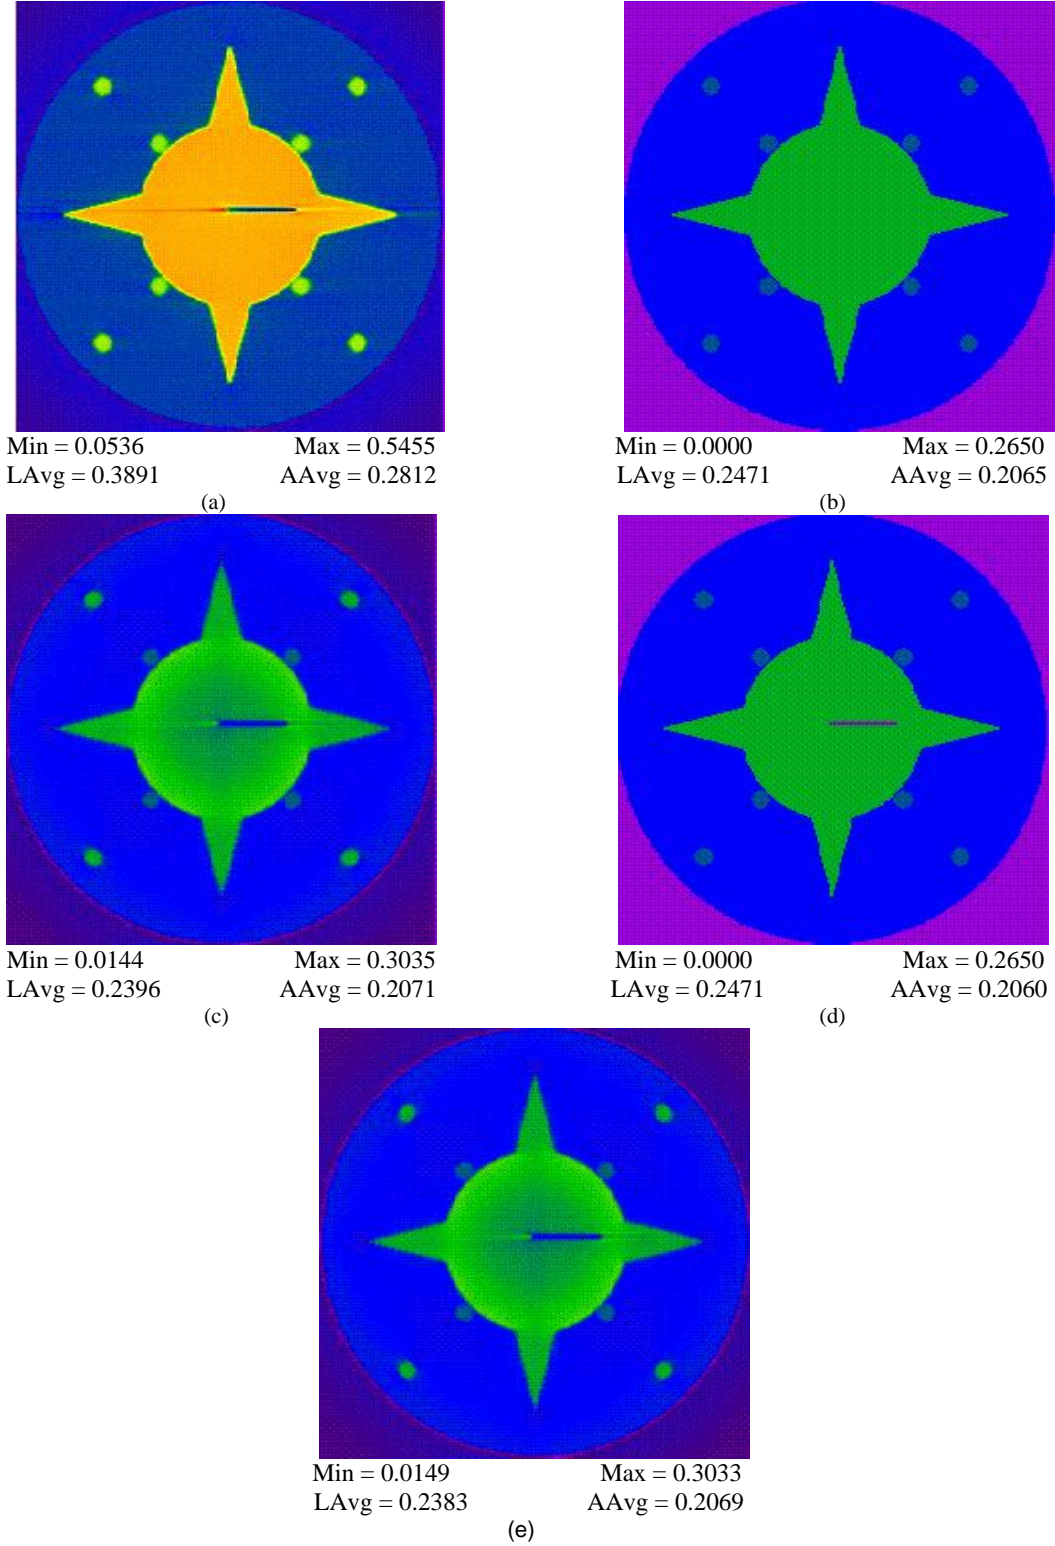 Min = 0.0536 Max = 0.5455
LAvg = 0.3891 AAvg = 0.2812
(a)
Min = 0.0000 Max = 0.2650
LAvg = 0.2471 AAvg = 0.2065
(b)
Min = 0.0144 Max = 0.3035
LAvg = 0.2396 AAvg = 0.2071
(c)
Min = 0.0000 Max = 0.2650
LAvg = 0.2471 AAvg = 0.2060
(d)
Min = 0.0149 Max = 0.3033
LAvg = 0.2383 AAvg = 0.2069
(e)